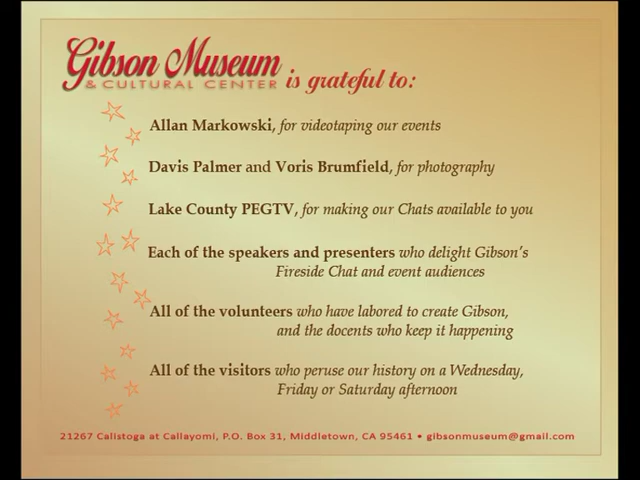 Gibson Museum
& CULTURAL CENTER is grateful to:
Allan Markowski, for videotaping our events
Davis Palmer and Voris Brumfield, for photography
Lake County PEGTV, for making our Chats available to you
Each of the speakers and presenters who delight Gibson's
Fireside Chat and event audiences
All of the volunteers who have labored to create Gibson,
and the docents who keep it happening
All of the visitors who peruse our history on a Wednesday,
Friday or Saturday afternoon
21267 Calistoga at Callayomi, P.O. Box 31, Middletown, CA 95461 • gibsonmuseum@gmail.com